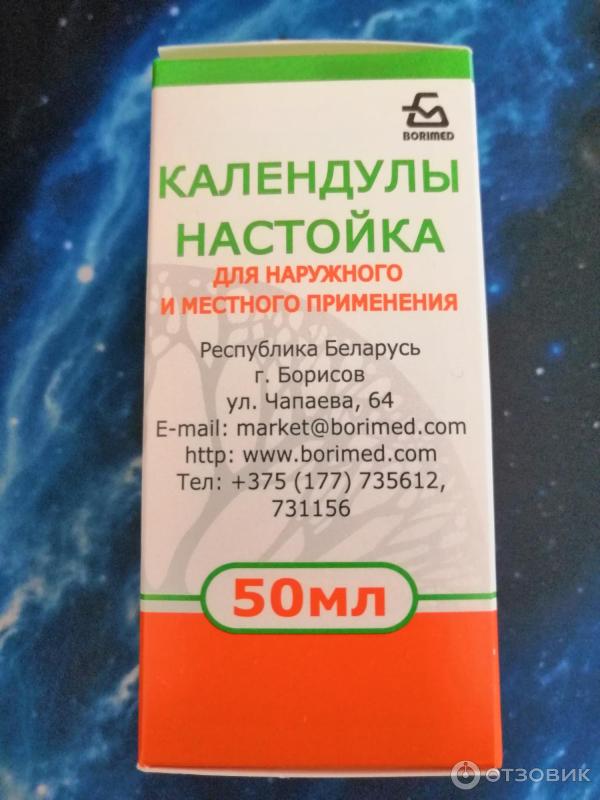 BORIMED
КАЛЕНДУЛЫ
НАСТОЙКА
ДЛЯ НАРУЖНОГО
И МЕСТНОГО ПРИМЕНЕНИЯ
Республика Беларусь
г. Борисов
ул. Чапаева, 64
E-mail: market@borimed.com
http: www.borimed.com
Тел: +375 (177) 735612,
731156
50мл
ОТЗОВИК